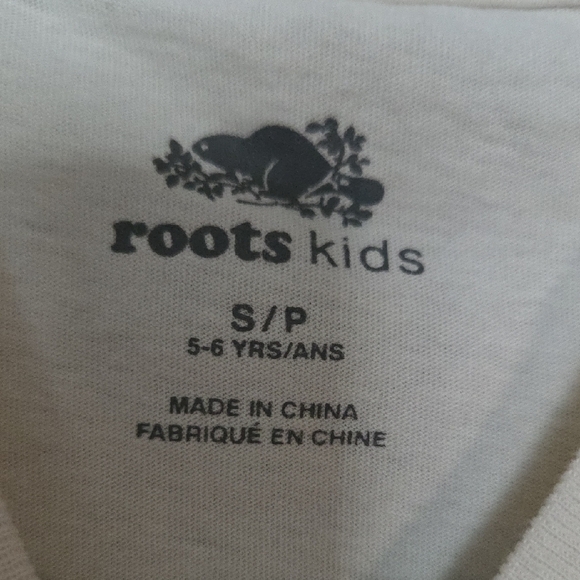 roots kids
S/P
5-6 YRS/ANS
MADE IN CHINA
FABRIQUÉ EN CHINE